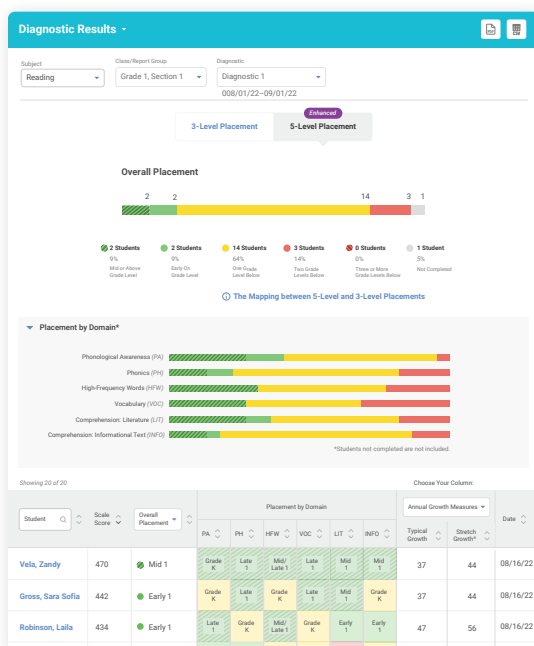 Diagnostic Results
PDF
CSV
Subject
Class/Report Group
Diagnostic
Reading
Grade 1, Section 1
Diagnostic 1
008/01/22–09/01/22
Enhanced
3-Level Placement
5-Level Placement
Overall Placement
2 2 14 3 1
2 Students 2 Students 14 Students 3 Students 0 Students 1 Student
9% 9% 64% 14% 0% 5%
Mid or Above Early On One Grade Two Grade Three or More Not Completed
Grade Level Grade Level Level Below Levels Below Grade Levels Below
The Mapping between 5-Level and 3-Level Placements
Placement by Domain*
Phonological Awareness (PA)
Phonics (PH)
High-Frequency Words (HFW)
Vocabulary (VOC)
Comprehension: Literature (LIT)
Comprehension: Informational Text (INFO)
*Students not completed are not included.
Showing 20 of 20
Choose Your Column:
Student
Scale Score
Overall Placement
Placement by Domain
Annual Growth Measures
Date
PA PH HFW VOC LIT INFO
Typical Growth
Stretch Growth*
Vela, Zandy 470 Mid 1 Grade K Late 1 Mid/ Late 1 Late 1 Mid 1 Mid 1 37 44 08/16/22
Gross, Sara Sofia 442 Early 1 Grade K Late 1 Grade K Late 1 Mid 1 Grade K 37 44 08/16/22
Robinson, Laila 434 Early 1 Late 1 Grade K Mid/ Late 1 Grade K Early 1 Early 1 47 56 08/16/22